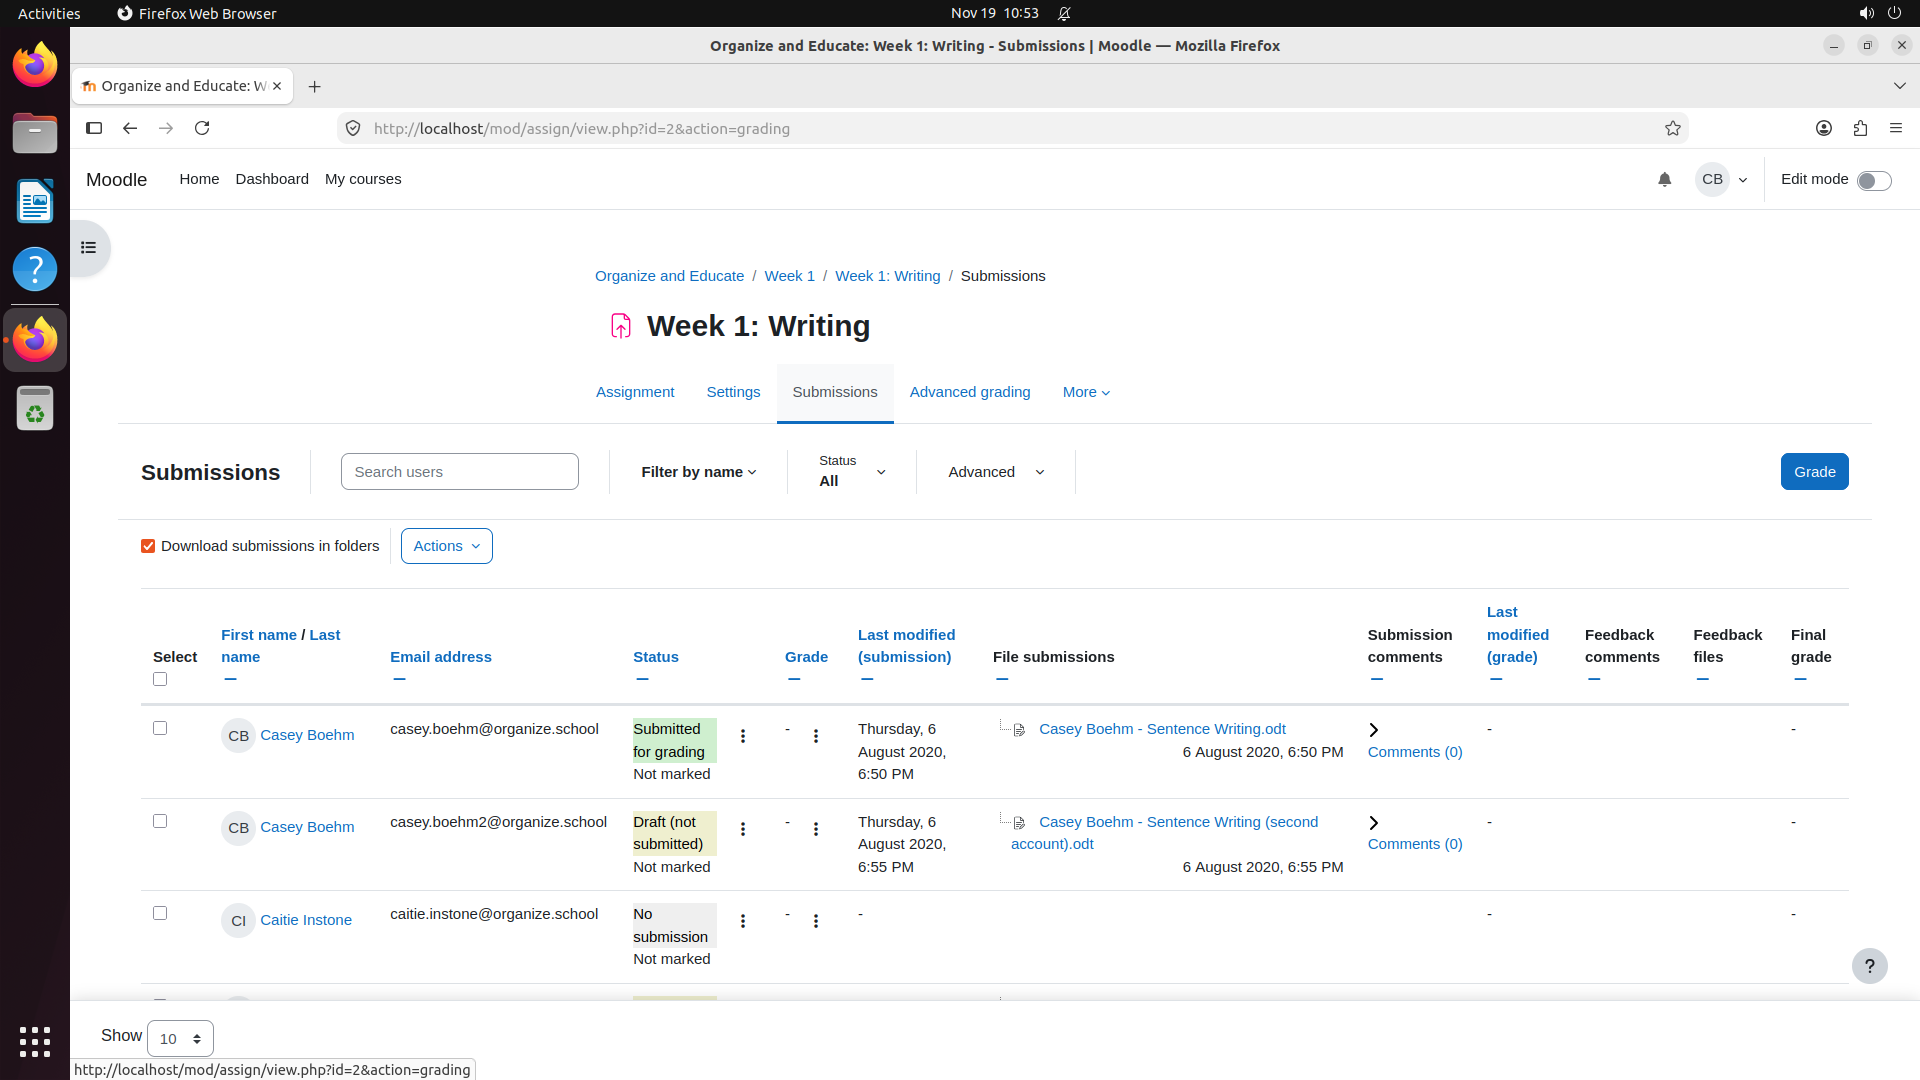 Activities
Firefox Web Browser
Nov 19 10:53
Organize and Educate: Week 1: Writing - Submissions | Moodle — Mozilla Firefox
Organize and Educate: W
http://localhost/mod/assign/view.php?id=2&action=grading
Moodle
Home
Dashboard
My courses
CB
Edit mode
Organize and Educate / Week 1 / Week 1: Writing / Submissions
Week 1: Writing
Assignment
Settings
Submissions
Advanced grading
More
Submissions
Search users
Filter by name
Status
All
Advanced
Grade
Download submissions in folders
Actions
Select
First name / Last name
Email address
Status
Grade
Last modified (submission)
File submissions
Submission comments
Last modified (grade)
Feedback comments
Feedback files
Final grade
CB Casey Boehm
casey.boehm@organize.school
Submitted for grading
Not marked
-
Thursday, 6 August 2020, 6:50 PM
Casey Boehm - Sentence Writing.odt
6 August 2020, 6:50 PM
Comments (0)
-
-
CB Casey Boehm
casey.boehm2@organize.school
Draft (not submitted)
Not marked
-
Thursday, 6 August 2020, 6:55 PM
Casey Boehm - Sentence Writing (second account).odt
6 August 2020, 6:55 PM
Comments (0)
-
-
CI Caitie Instone
caitie.instone@organize.school
No submission
Not marked
-
-
-
-
?
Show 10
http://localhost/mod/assign/view.php?id=2&action=grading